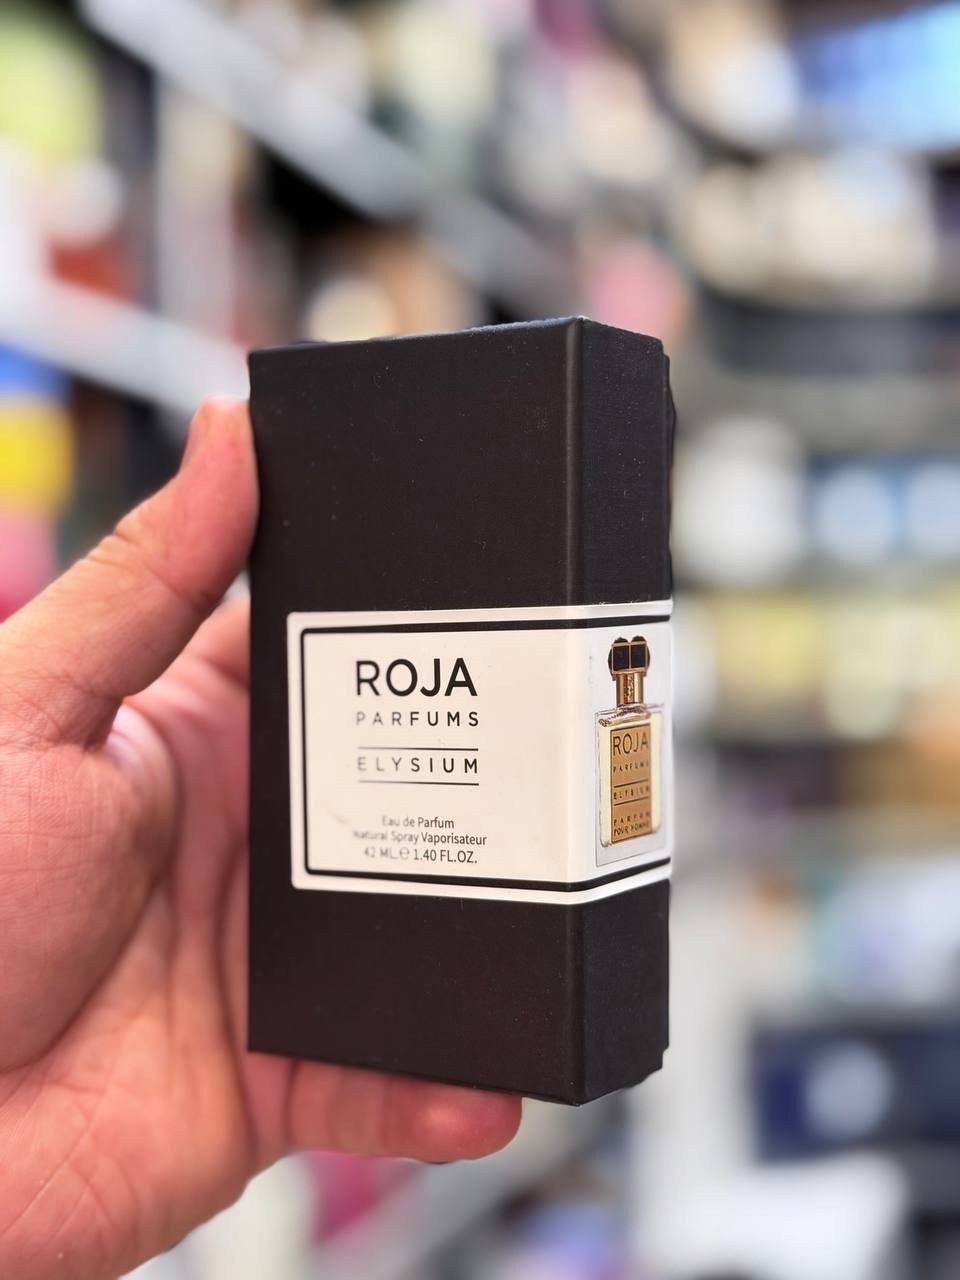 ROJA
PARFUMS
ELYSIUM
Eau de Parfum
Natural Spray Vaporisateur
42 ML.e 1.40 FL.OZ.
ROJA
PARFUMS
ELYSIUM
PARFUM
POUR HOMME